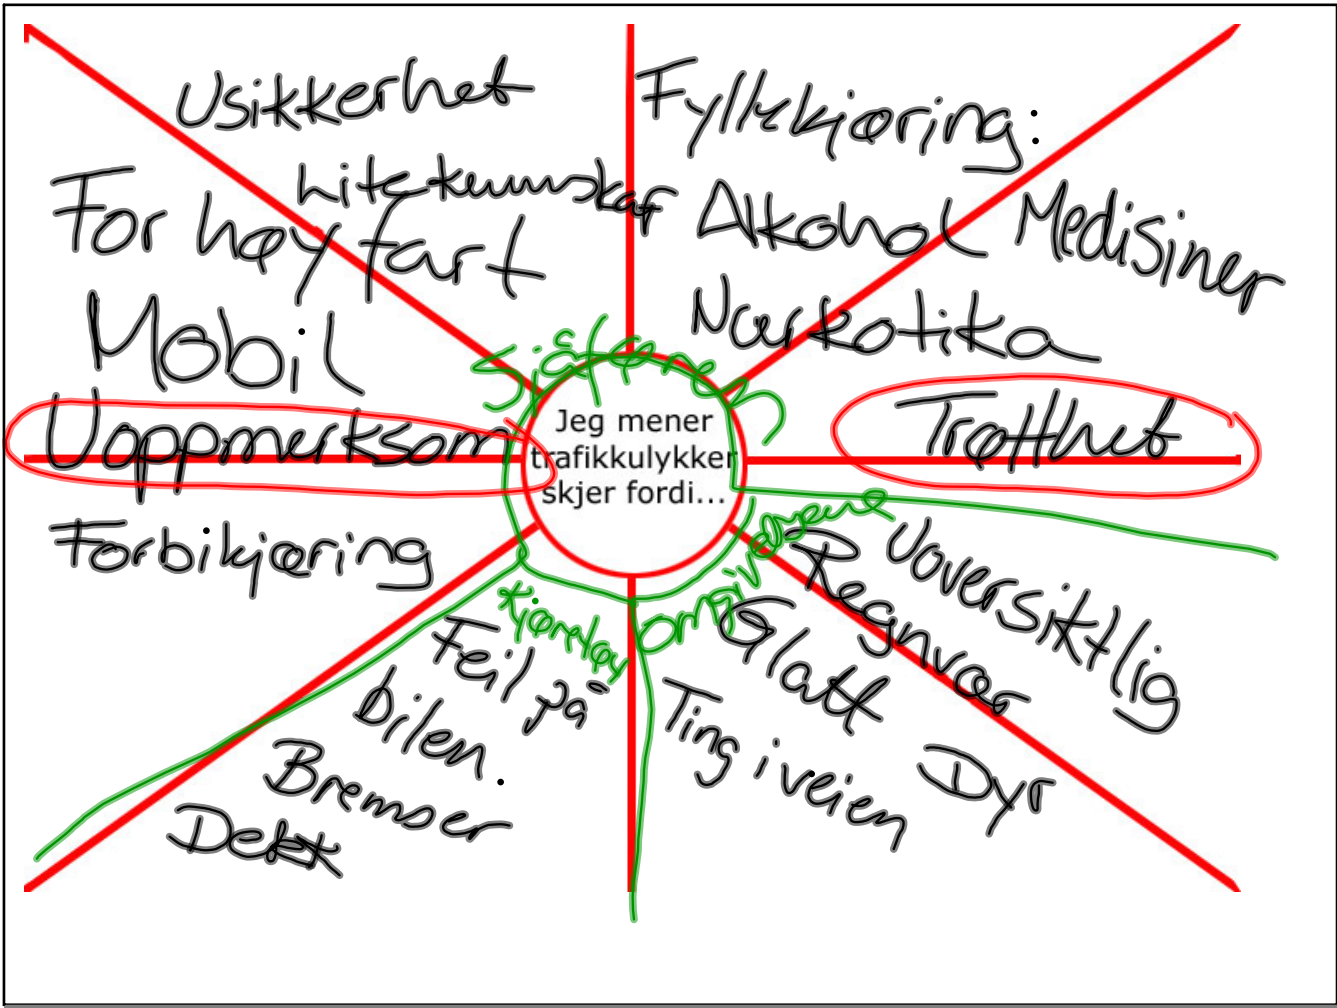 Usikkerhet
Lite kunnskap
For høy fart
Mobil
Uoppmerksom
Forbikjøring
Fyllekjøring:
Alkohol Medisiner
Narkotika
Trøtthet
Sjåføren
Jeg mener
trafikkulykker
skjer fordi...
Kjøretøy
Feil på
bilen.
Bremser
Dekk
Omgivelsene
Uoversiktlig
Regnvær
Glatt
Ting i veien
Dyr